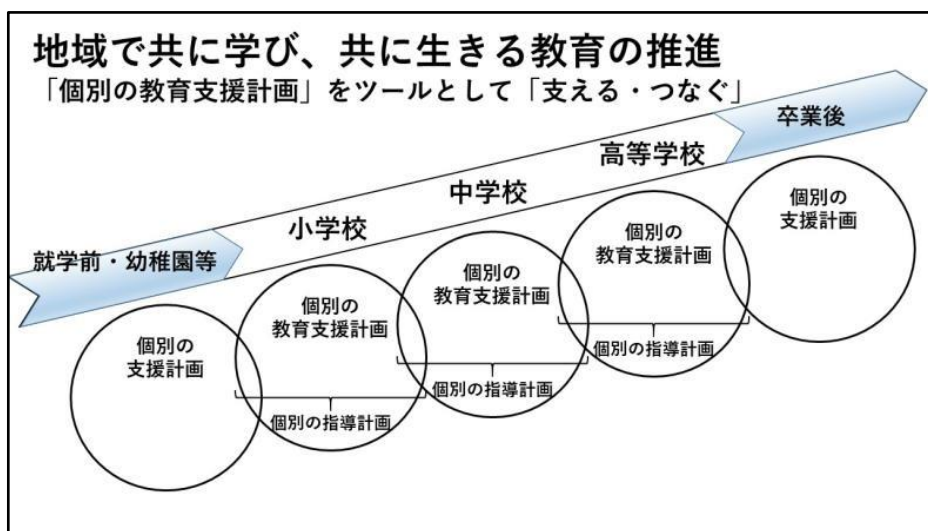 地域で共に学び、共に生きる教育の推進
「個別の教育支援計画」をツールとして「支える・つなぐ」
就学前・幼稚園等
小学校
中学校
高等学校
卒業後
個別の
支援計画
個別の
教育支援計画
個別の指導計画
個別の
教育支援計画
個別の指導計画
個別の
教育支援計画
個別の指導計画
個別の
支援計画